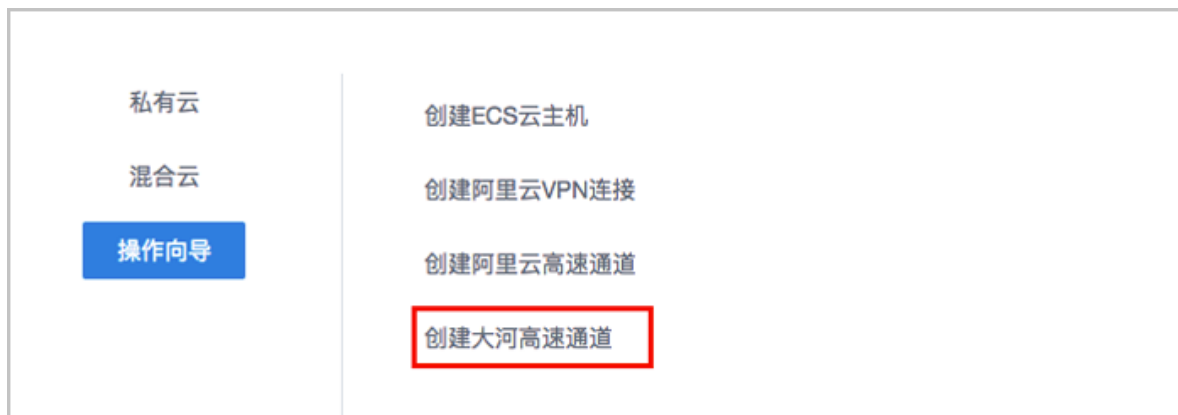 私有云
混合云
操作向导
创建ECS云主机
创建阿里云VPN连接
创建阿里云高速通道
创建大河高速通道